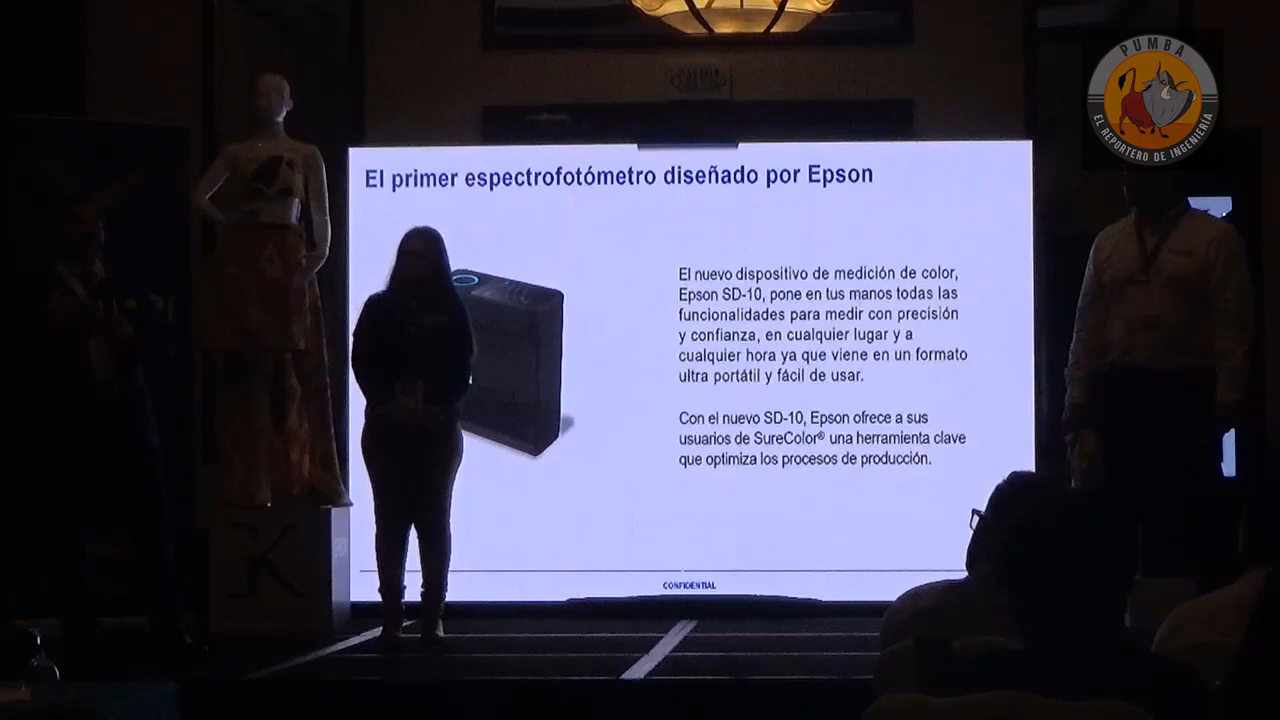 PUMBA
EL REPORTERO DE INGENIERÍA
El primer espectrofotómetro diseñado por Epson
El nuevo dispositivo de medición de color,
Epson SD-10, pone en tus manos todas las
funcionalidades para medir con precisión
y confianza, en cualquier lugar y a
cualquier hora ya que viene en un formato
ultra portátil y fácil de usar.
Con el nuevo SD-10, Epson ofrece a sus
usuarios de SureColor® una herramienta clave
que optimiza los procesos de producción.
CONFIDENTIAL